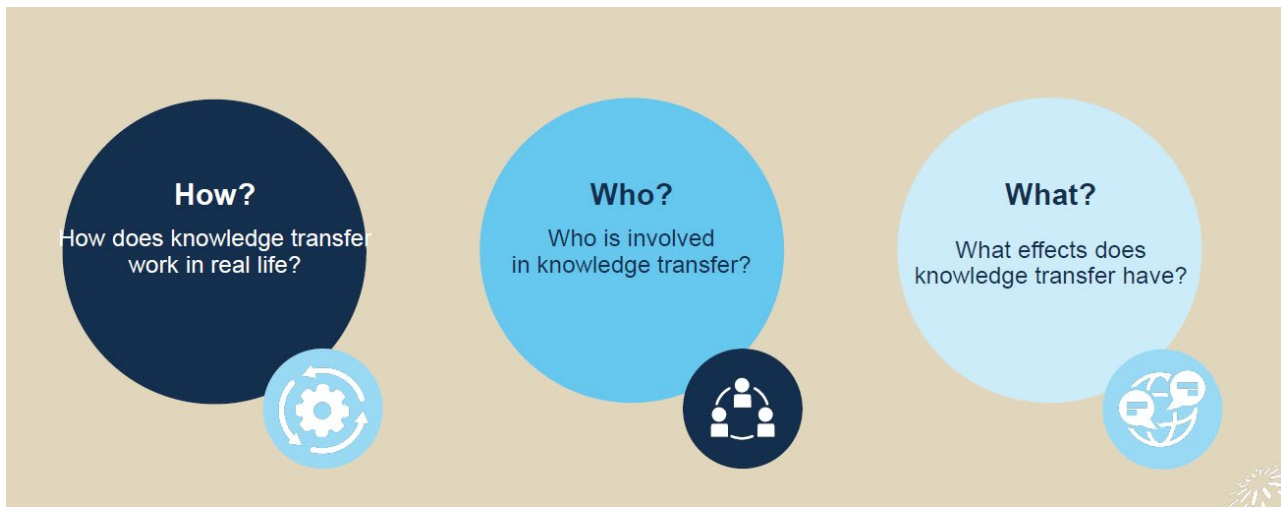 How?
How does knowledge transfer
work in real life?
Who?
Who is involved
in knowledge transfer?
What?
What effects does
knowledge transfer have?